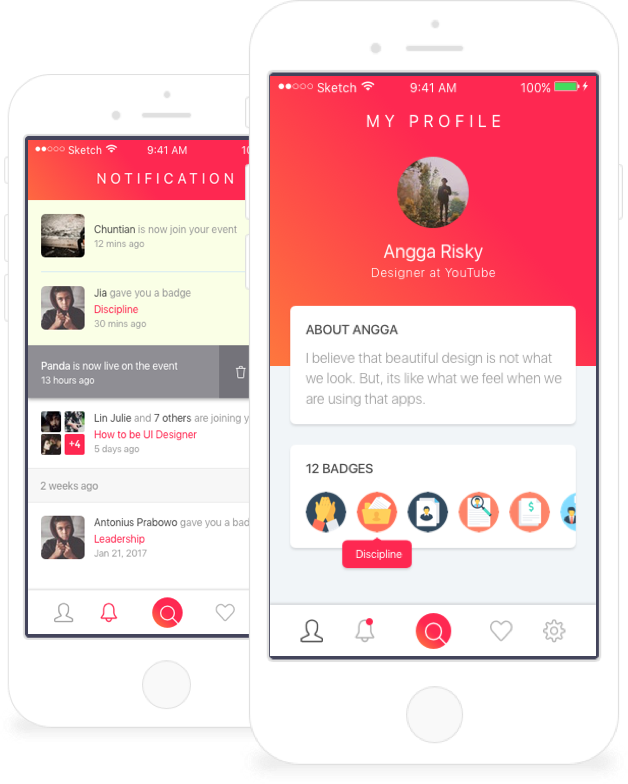 Sketch 9:41 AM 10
NOTIFICATION
Chuntian is now join your event
12 mins ago
Jia gave you a badge
Discipline
30 mins ago
Panda is now live on the event
13 hours ago
Lin Julie and 7 others are joining y
+4
How to be UI Designer
5 days ago
2 weeks ago
Antonius Prabowo gave you a bad
Leadership
Jan 21, 2017
Sketch 9:41 AM 100%
MY PROFILE
Angga Risky
Designer at YouTube
ABOUT ANGGA
I believe that beautiful design is not what
we look. But, its like what we feel when we
are using that apps.
12 BADGES
$
Discipline